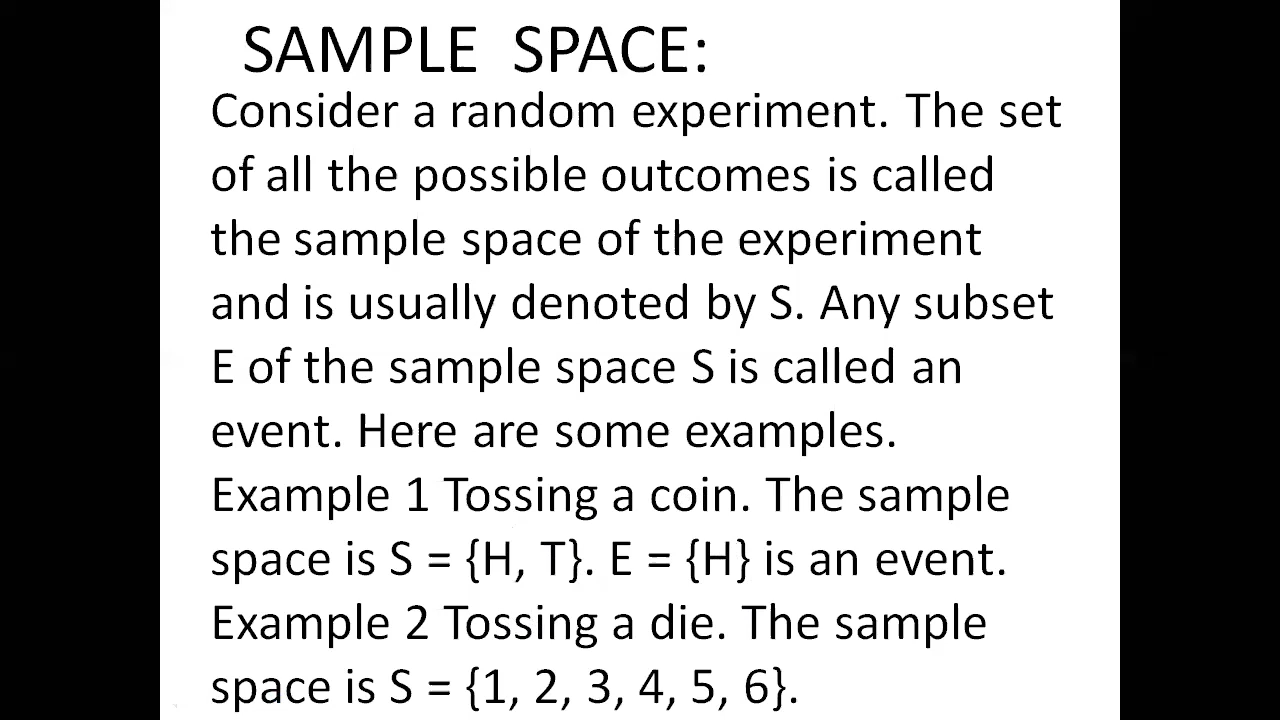 SAMPLE SPACE:
Consider a random experiment. The set
of all the possible outcomes is called
the sample space of the experiment
and is usually denoted by S. Any subset
E of the sample space S is called an
event. Here are some examples.
Example 1 Tossing a coin. The sample
space is S = {H, T}. E = {H} is an event.
Example 2 Tossing a die. The sample
space is S = {1, 2, 3, 4, 5, 6}.